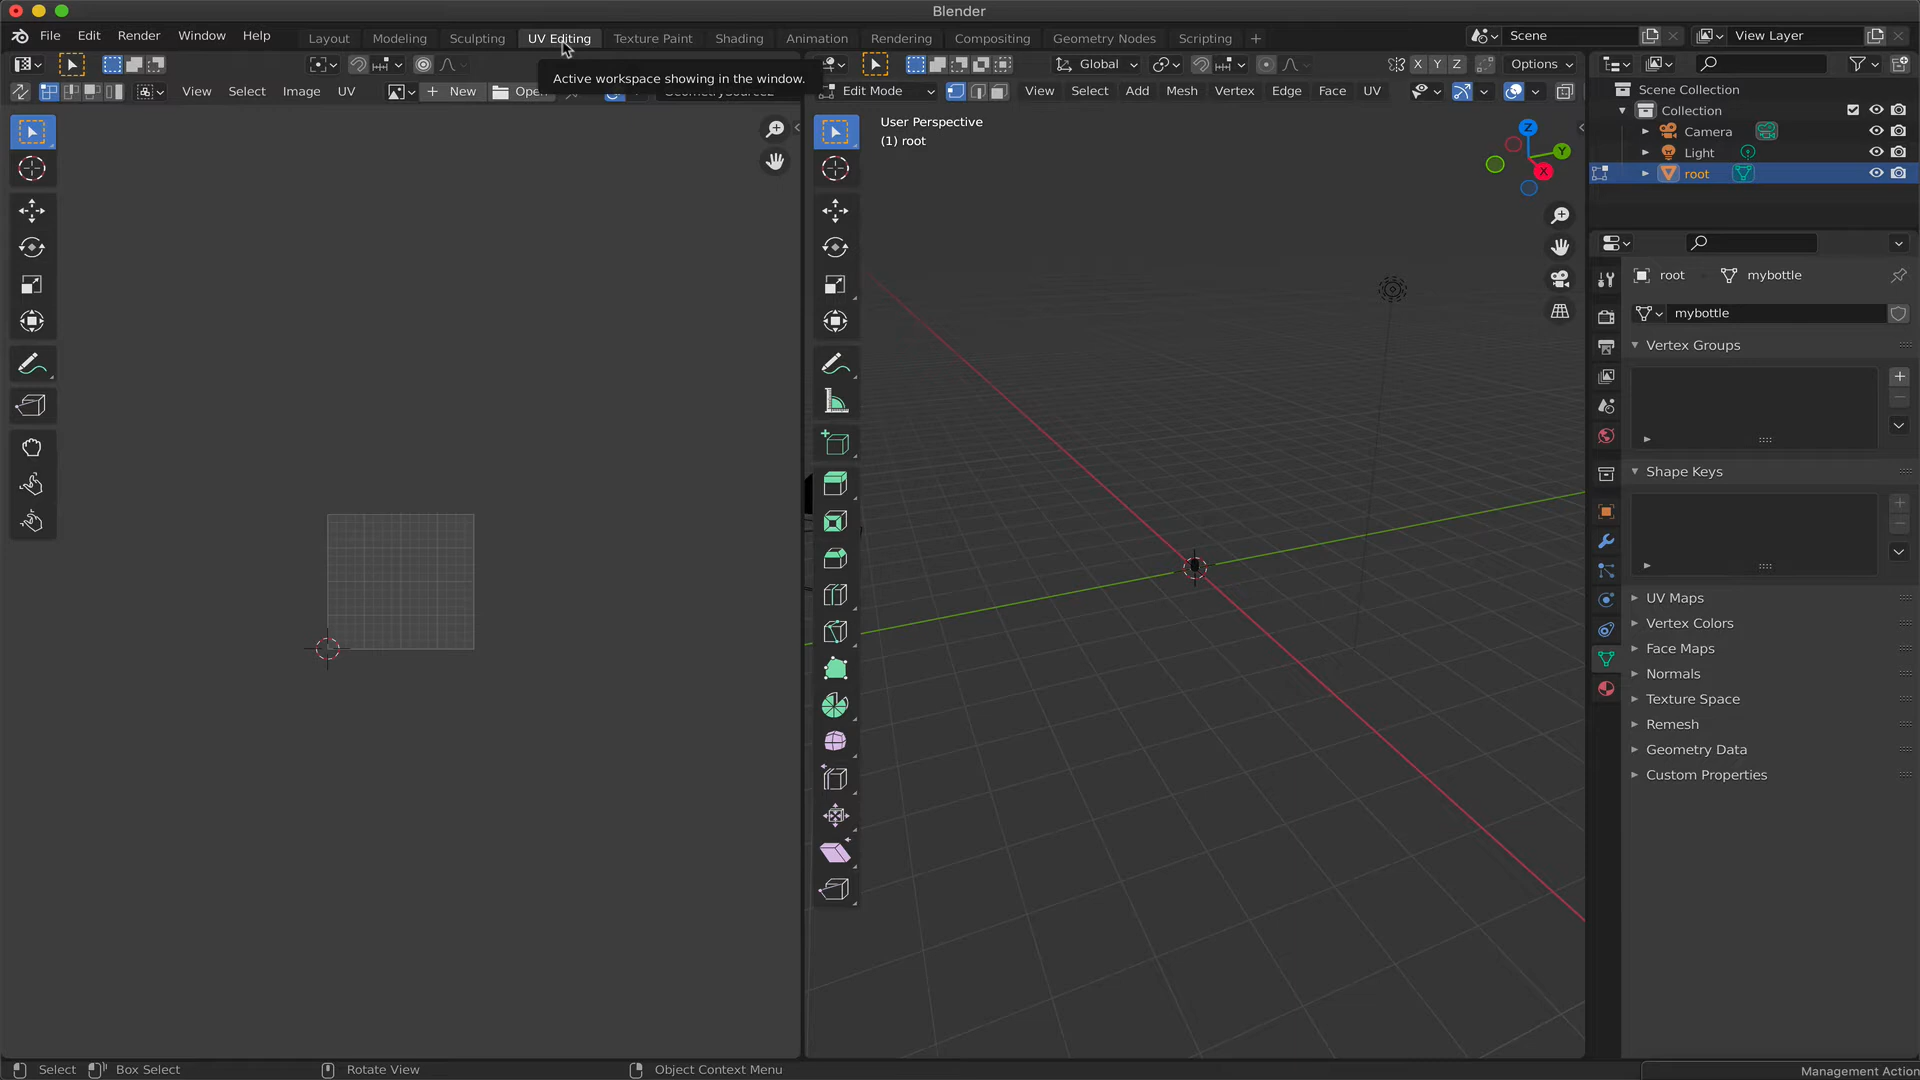 Blender
File Edit Render Window Help Layout Modeling Sculpting UV Editing Texture Paint Shading Animation Rendering Compositing Geometry Nodes Scripting + Scene View Layer
Global X Y Z Options
Active workspace showing in the window.
View Select Image UV New Open Edit Mode View Select Add Mesh Vertex Edge Face UV
Scene Collection
Collection
Camera
Light
root
User Perspective
(1) root
Z
Y
X
root mybottle
mybottle
Vertex Groups
Shape Keys
UV Maps
Vertex Colors
Face Maps
Normals
Texture Space
Remesh
Geometry Data
Custom Properties
Select Box Select Rotate View Object Context Menu Management Action